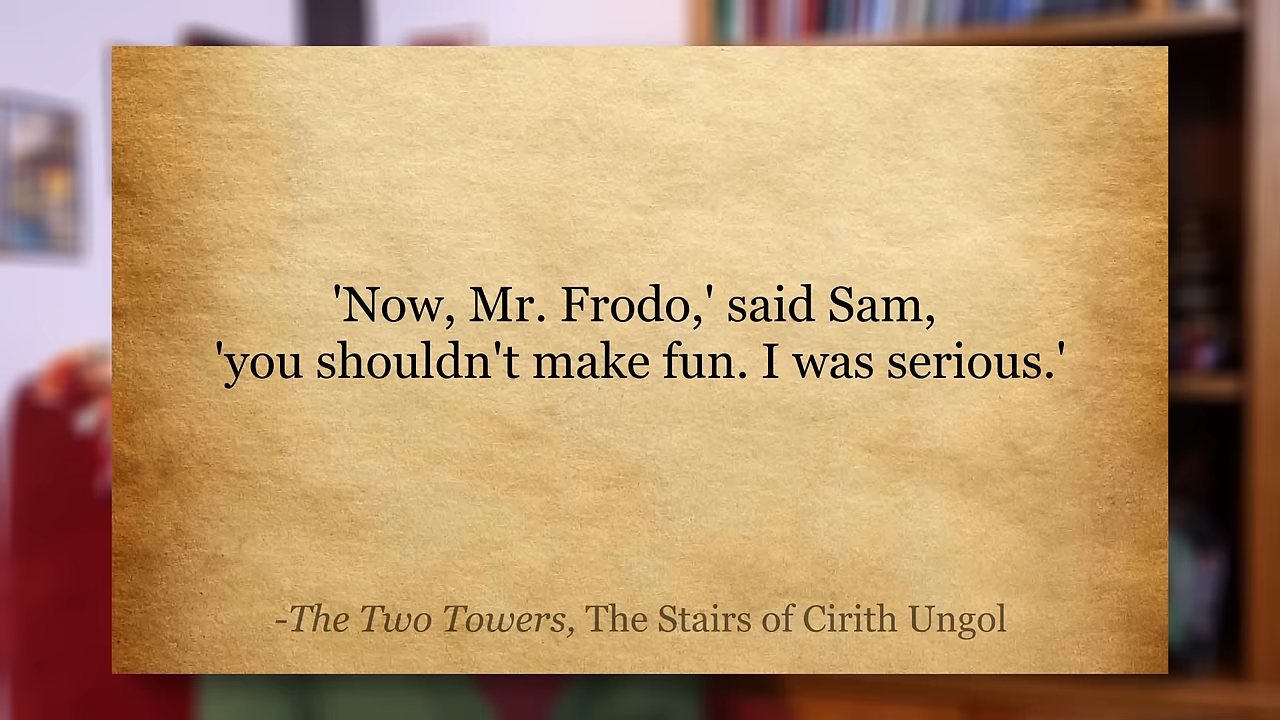 'Now, Mr. Frodo,' said Sam,
'you shouldn't make fun. I was serious.'
-The Two Towers, The Stairs of Cirith Ungol